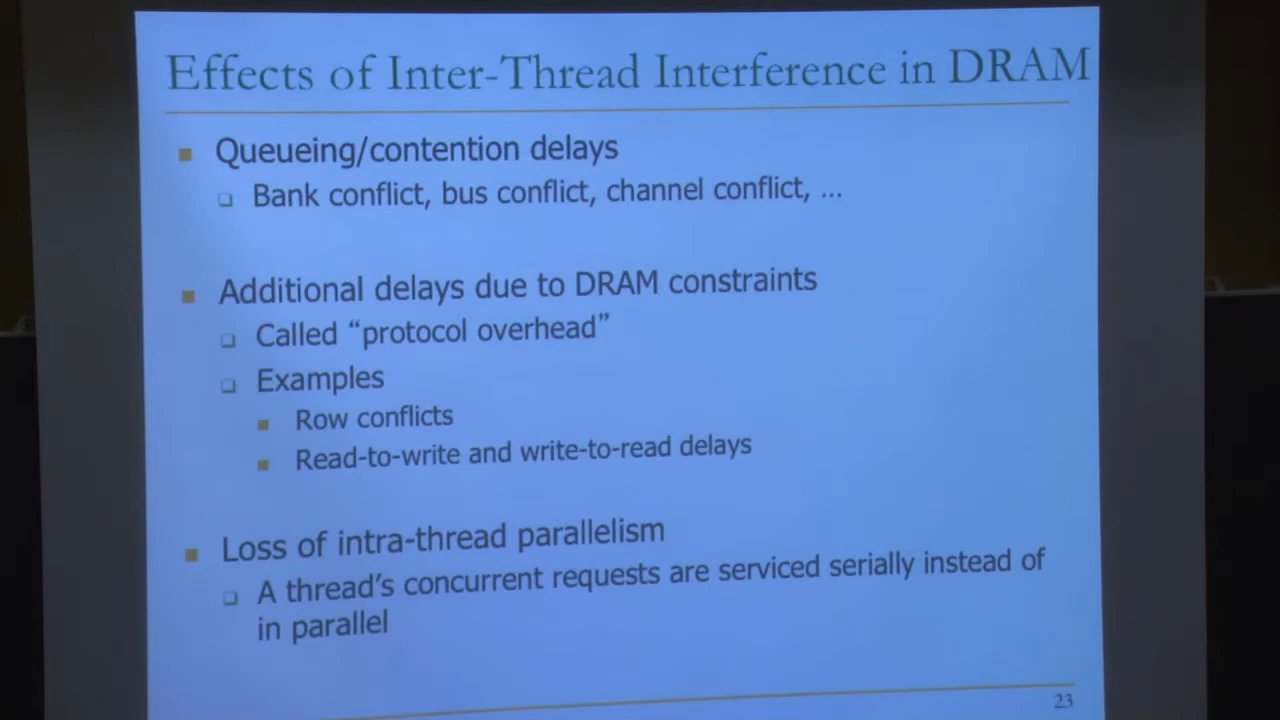 Effects of Inter-Thread Interference in DRAM
Queueing/contention delays
Bank conflict, bus conflict, channel conflict, ...
Additional delays due to DRAM constraints
Called “protocol overhead”
Examples
Row conflicts
Read-to-write and write-to-read delays
Loss of intra-thread parallelism
A thread’s concurrent requests are serviced serially instead of
in parallel
23